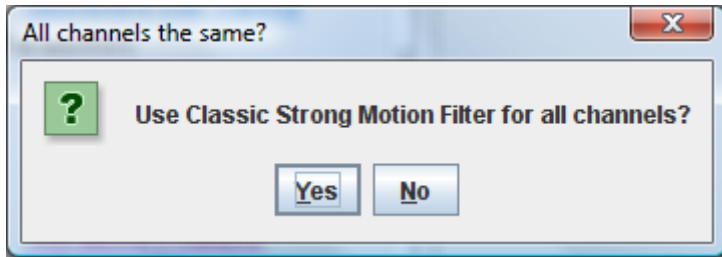 All channels the same?
Use Classic Strong Motion Filter for all channels?
Yes No